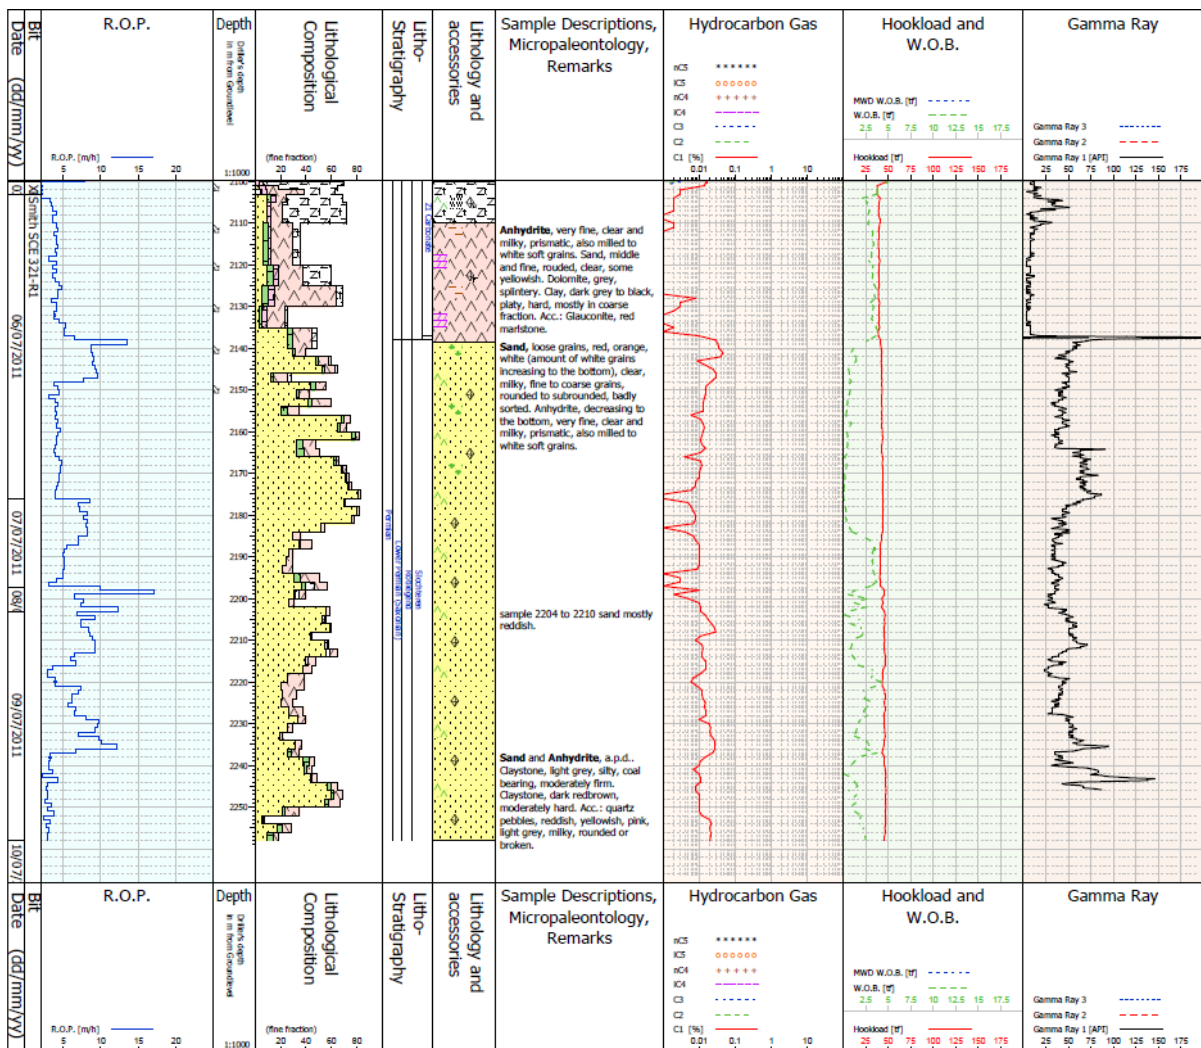 Date (dd/mm/yy)
Bit
R.O.P.
R.O.P. [m/h]
5 10 15 20
Depth
Driller's depth
in m from Groundlevel
1:1000
Lithological
Composition
(fine fraction)
20 40 60 80
Litho-
Stratigraphy
Lithology and
accessories
Sample Descriptions,
Micropaleontology,
Remarks
Hydrocarbon Gas
nC5
iC5
nC4
iC4
C3
C2
C1 [%]
0.01 0.1 1 10
Hookload and
W.O.B.
MWD W.O.B. [tf]
W.O.B. [tf]
2.5 5 7.5 10 12.5 15 17.5
Hookload [tf]
25 50 75 100 125 150 175
Gamma Ray
Gamma Ray 3
Gamma Ray 2
Gamma Ray 1 [API]
25 50 75 100 125 150 175
Smith SCE 321-R1
06/07/2011
07/07/2011
08/(
09/07/2011
10/07/
2100
2110
2120
2130
2140
2150
2160
2170
2180
2190
2200
2210
2220
2230
2240
2250
Z1 Carbonate
Permian
Lower Permian (Saxonian)
Rotliegend
Slochteren
Anhydrite, very fine, clear and
milky, prismatic, also milled to
white soft grains. Sand, middle
and fine, rouded, clear, some
yellowish. Dolomite, grey,
splintery. Clay, dark grey to black,
platy, hard, mostly in coarse
fraction. Acc.: Glauconite, red
marlstone.
Sand, loose grains, red, orange,
white (amount of white grains
increasing to the bottom), clear,
milky, fine to coarse grains,
rounded to subrounded, badly
sorted. Anhydrite, decreasing to
the bottom, very fine, clear and
milky, prismatic, also milled to
white soft grains.
sample 2204 to 2210 sand mostly
reddish.
Sand and Anhydrite, a.p.d..
Claystone, light grey, silty, coal
bearing, moderately firm.
Claystone, dark redbrown,
moderately hard. Acc.: quartz
pebbles, reddish, yellowish, pink,
light grey, milky, rounded or
broken.
Date (dd/mm/yy)
Bit
R.O.P.
R.O.P. [m/h]
5 10 15 20
Depth
Driller's depth
in m from Groundlevel
1:1000
Lithological
Composition
(fine fraction)
20 40 60 80
Litho-
Stratigraphy
Lithology and
accessories
Sample Descriptions,
Micropaleontology,
Remarks
Hydrocarbon Gas
nC5
iC5
nC4
iC4
C3
C2
C1 [%]
0.01 0.1 1 10
Hookload and
W.O.B.
MWD W.O.B. [tf]
W.O.B. [tf]
2.5 5 7.5 10 12.5 15 17.5
Hookload [tf]
25 50 75 100 125 150 175
Gamma Ray
Gamma Ray 3
Gamma Ray 2
Gamma Ray 1 [API]
25 50 75 100 125 150 175